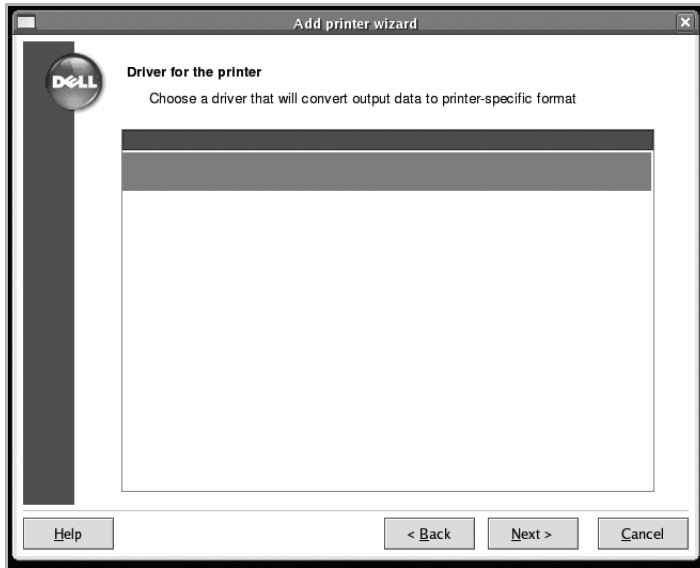 Add printer wizard
DELL
Driver for the printer
Choose a driver that will convert output data to printer-specific format
Help
< Back
Next >
Cancel